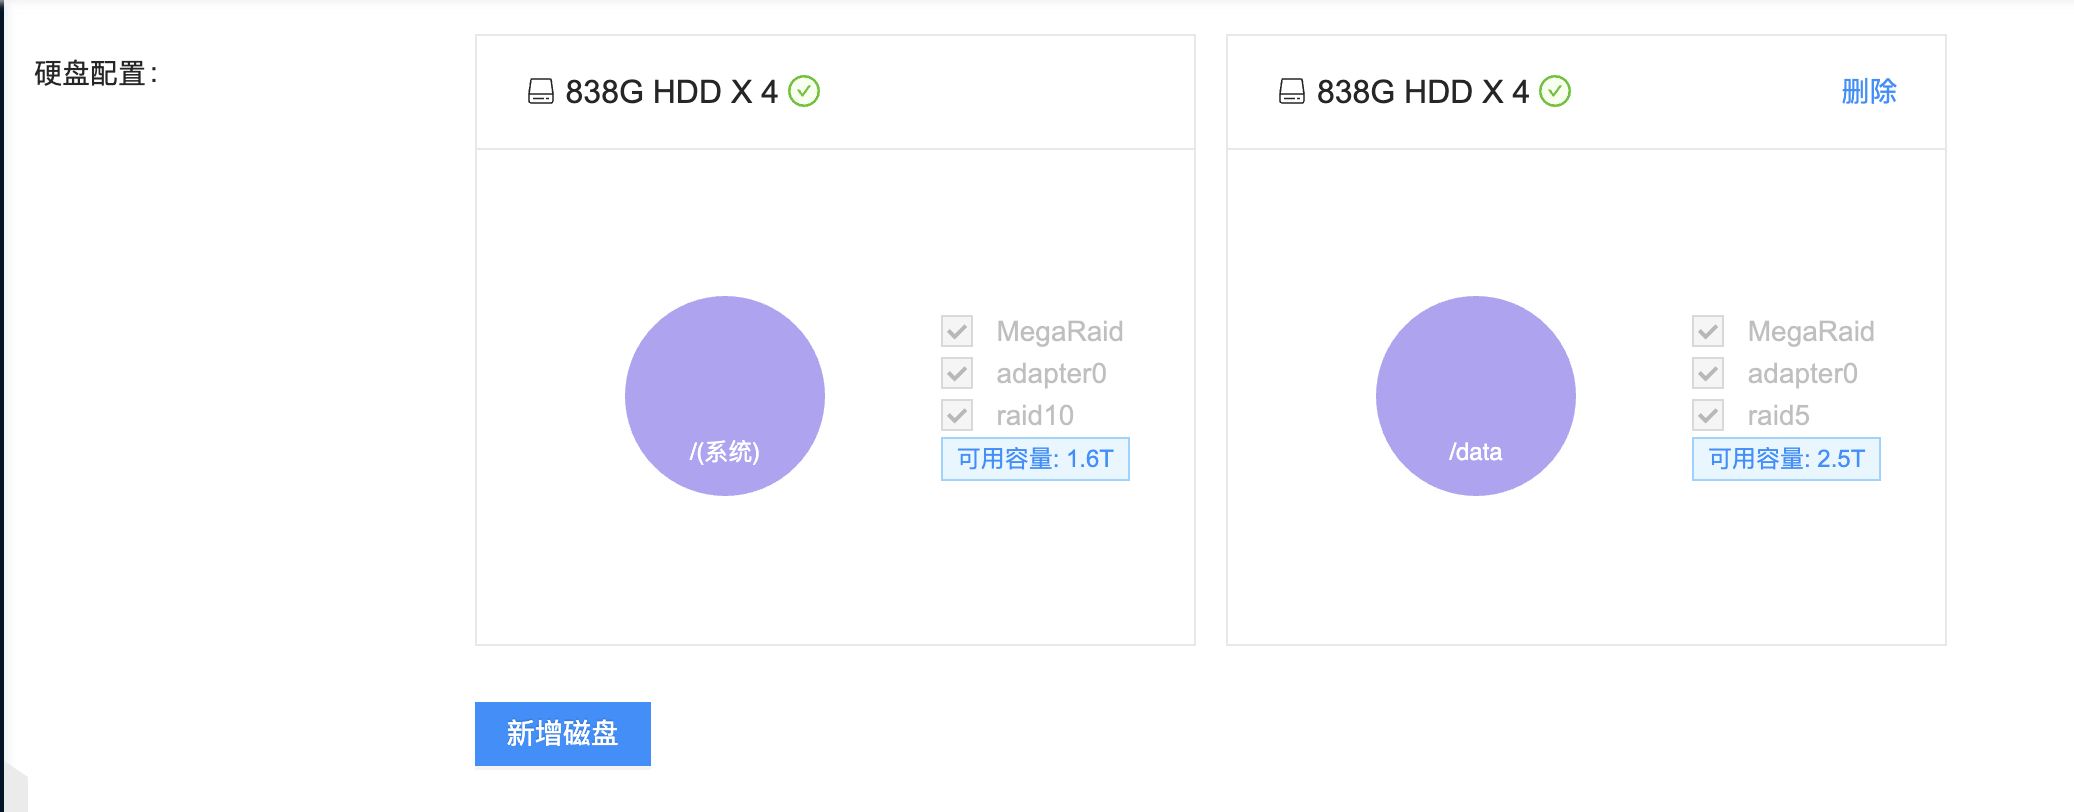 硬盘配置：
838G HDD X 4
/(系统)
MegaRaid
adapter0
raid10
可用容量: 1.6T
838G HDD X 4
删除
/data
MegaRaid
adapter0
raid5
可用容量: 2.5T
新增磁盘